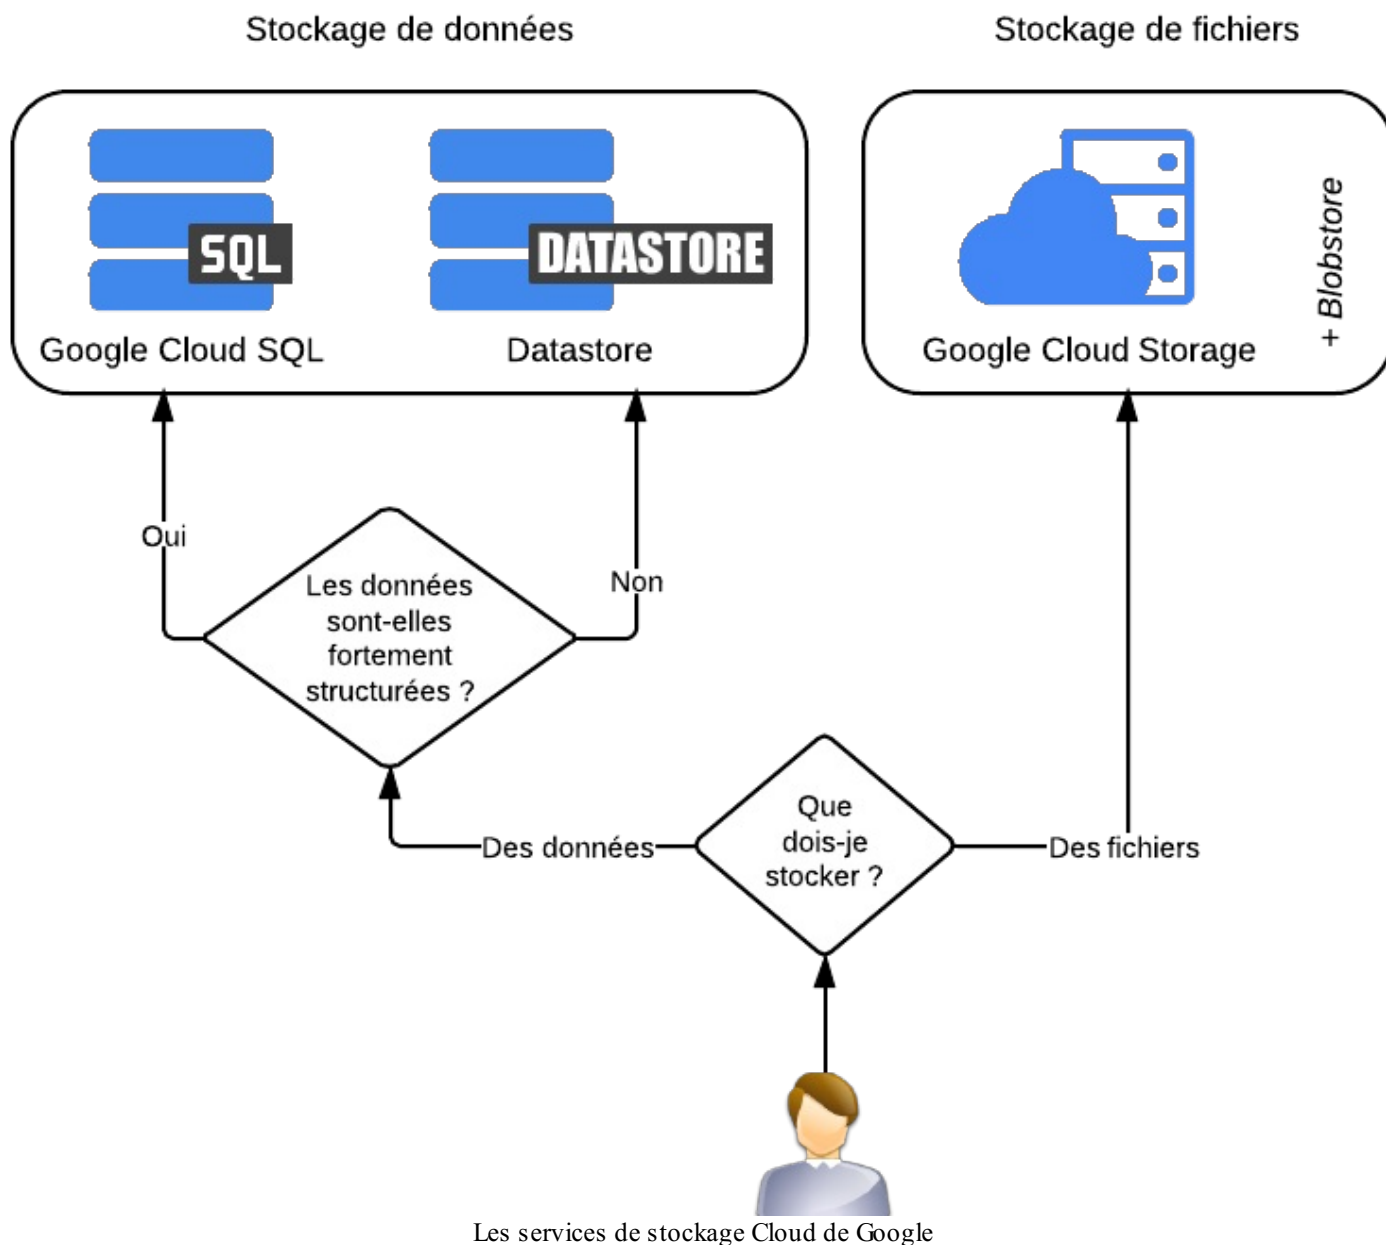 Stockage de données
Stockage de fichiers
SQL
DATASTORE
Google Cloud SQL
Datastore
Google Cloud Storage
+ Blobstore
Oui
Non
Les données
sont-elles
fortement
structurées ?
Que
dois-je
stocker ?
Des données
Des fichiers
Les services de stockage Cloud de Google